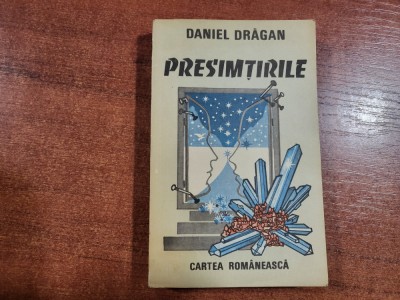 DANIEL DRĂGAN
PRESIMȚIRILE
CARTEA ROMÂNEASCĂ